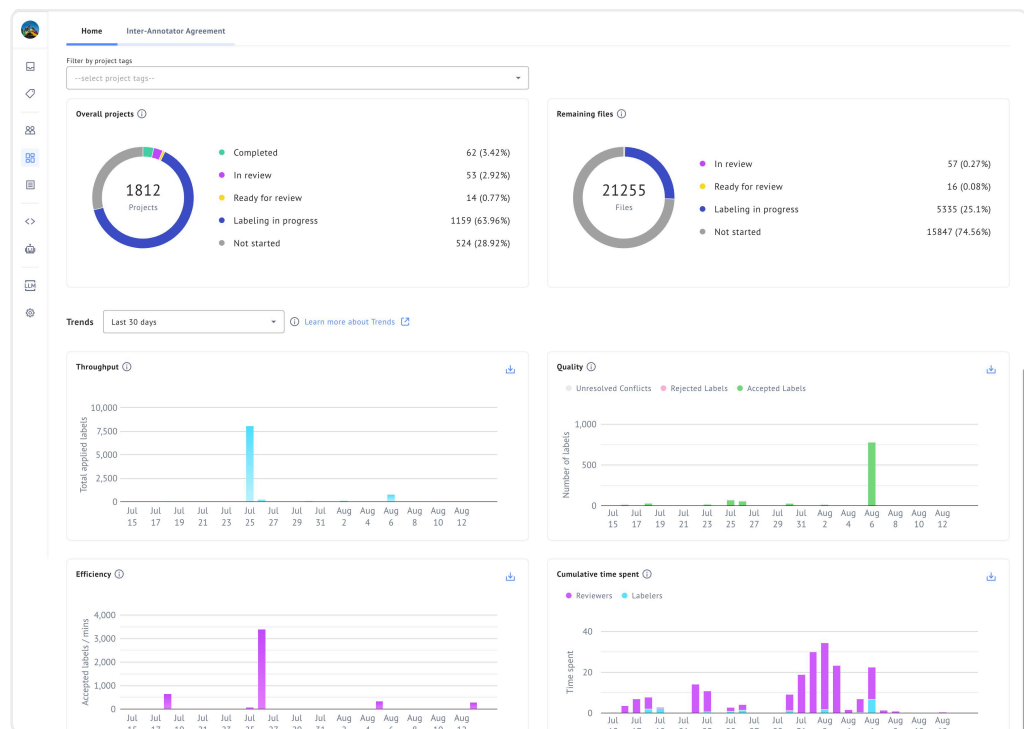 Home Inter-Annotator Agreement
Filter by project tags
--select project tags--
Overall projects
1812
Projects
Completed 62 (3.42%)
In review 53 (2.92%)
Ready for review 14 (0.77%)
Labeling in progress 1159 (63.96%)
Not started 524 (28.92%)
Remaining files
21255
Files
In review 57 (0.27%)
Ready for review 16 (0.08%)
Labeling in progress 5335 (25.1%)
Not started 15847 (74.56%)
LLM
Trends Last 30 days Learn more about Trends
Throughput
Total applied labels
10,000
7,500
5,000
2,500
0
Jul Jul Jul Jul Jul Jul Jul Jul Jul Aug Aug Aug Aug Aug Aug
15 17 19 21 23 25 27 29 31 2 4 6 8 10 12
Quality
Unresolved Conflicts Rejected Labels Accepted Labels
Number of labels
1,000
500
0
Jul Jul Jul Jul Jul Jul Jul Jul Jul Aug Aug Aug Aug Aug Aug
15 17 19 21 23 25 27 29 31 2 4 6 8 10 12
Efficiency
Accepted labels / mins
4,000
3,000
2,000
1,000
0
Jul Jul Jul Jul Jul Jul Jul Jul Jul Aug Aug Aug Aug Aug Aug
Cumulative time spent
Reviewers Labelers
Time spent
40
20
0
Jul Jul Jul Jul Jul Jul Jul Jul Jul Aug Aug Aug Aug Aug Aug